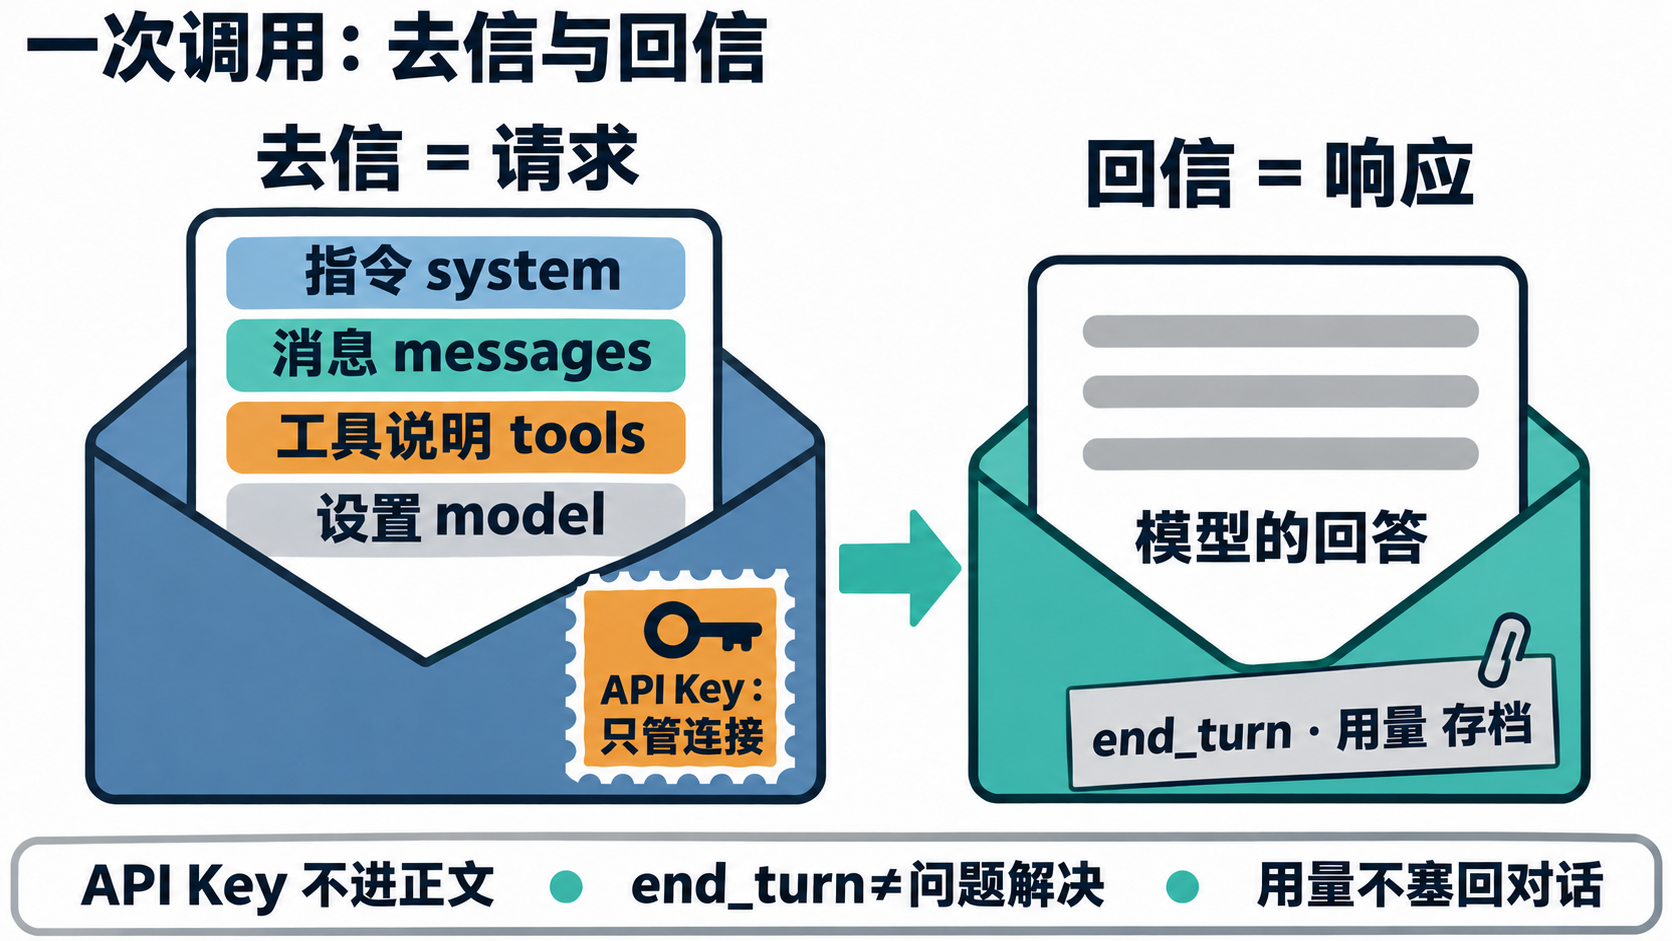 一次调用：去信与回信
去信 = 请求
指令 system
消息 messages
工具说明 tools
设置 model
API Key：
只管连接
回信 = 响应
模型的回答
end_turn · 用量 存档
API Key 不进正文 ● end_turn≠问题解决 ● 用量不塞回对话